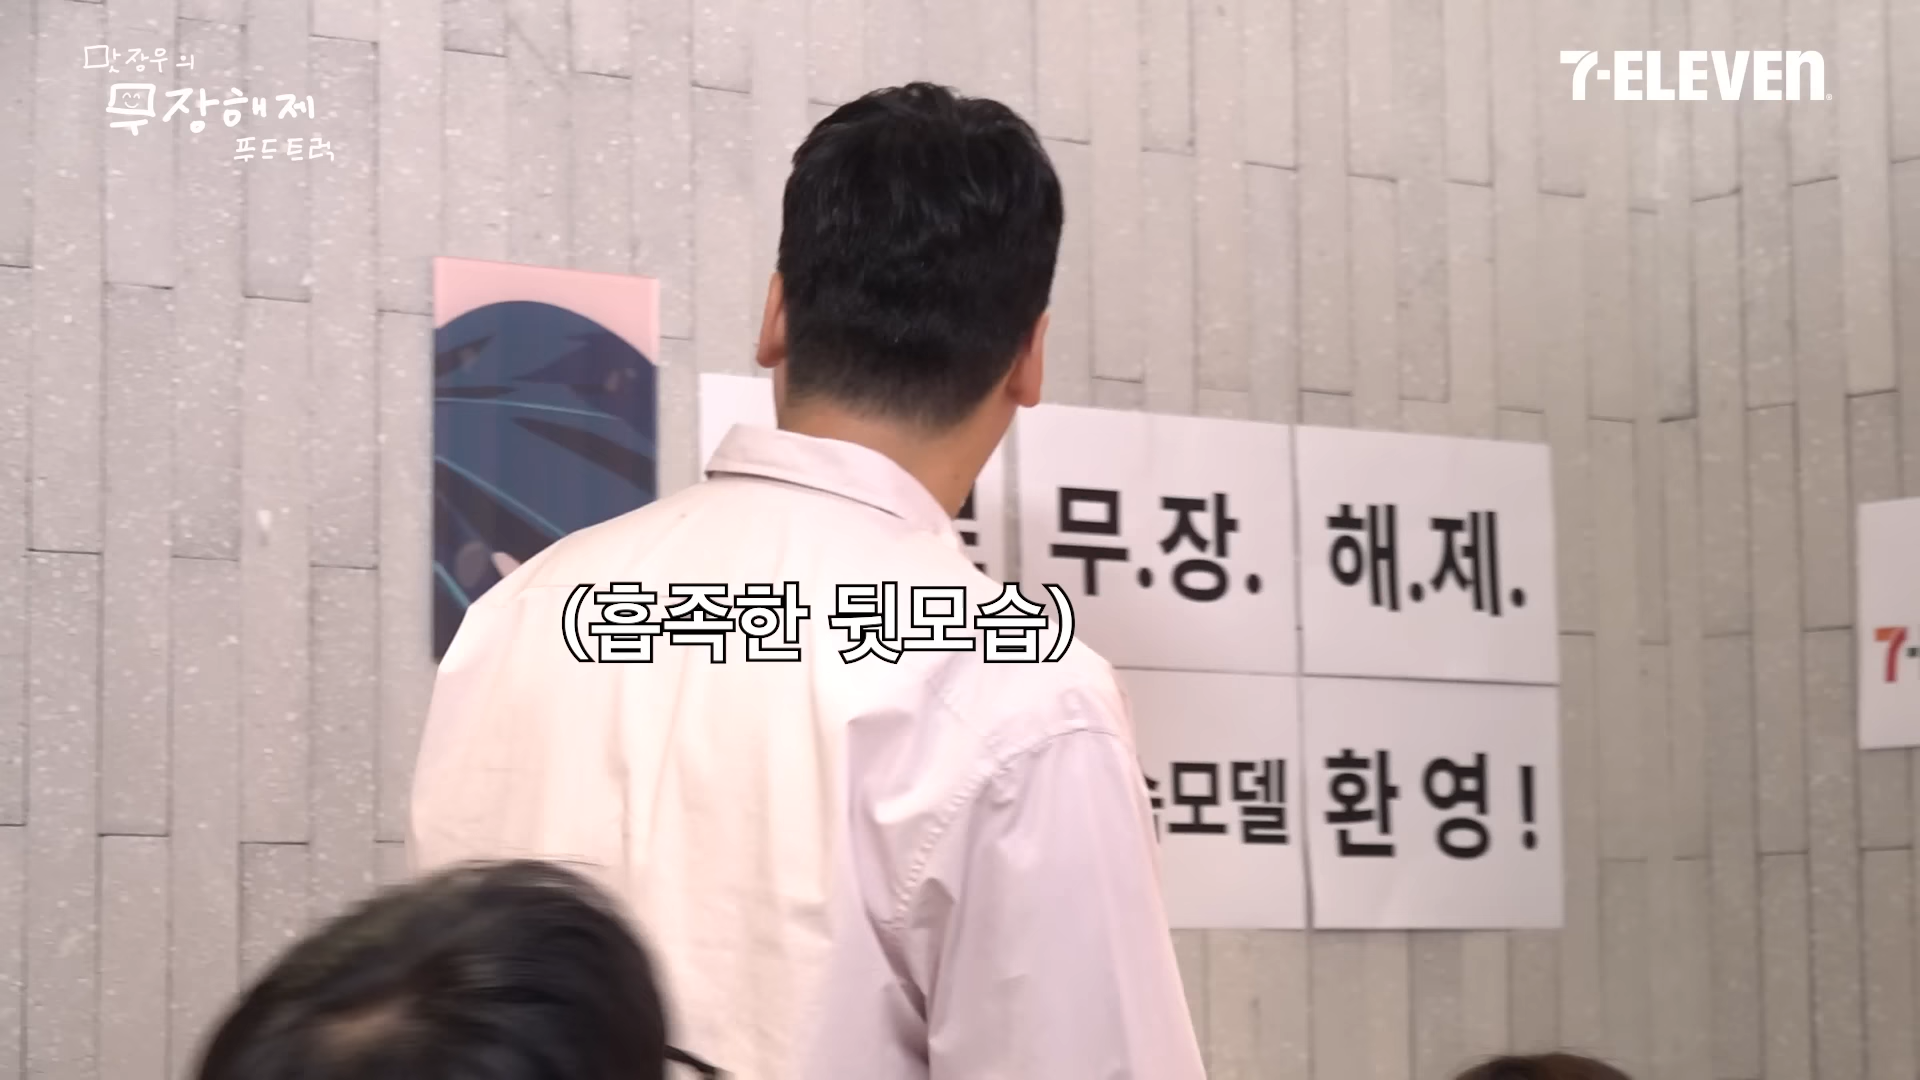 맛장우의
무장해제
푸드트럭
7-ELEVEN
무.장. 해.제.
(흡족한 뒷모습)
모델 환영!
7-